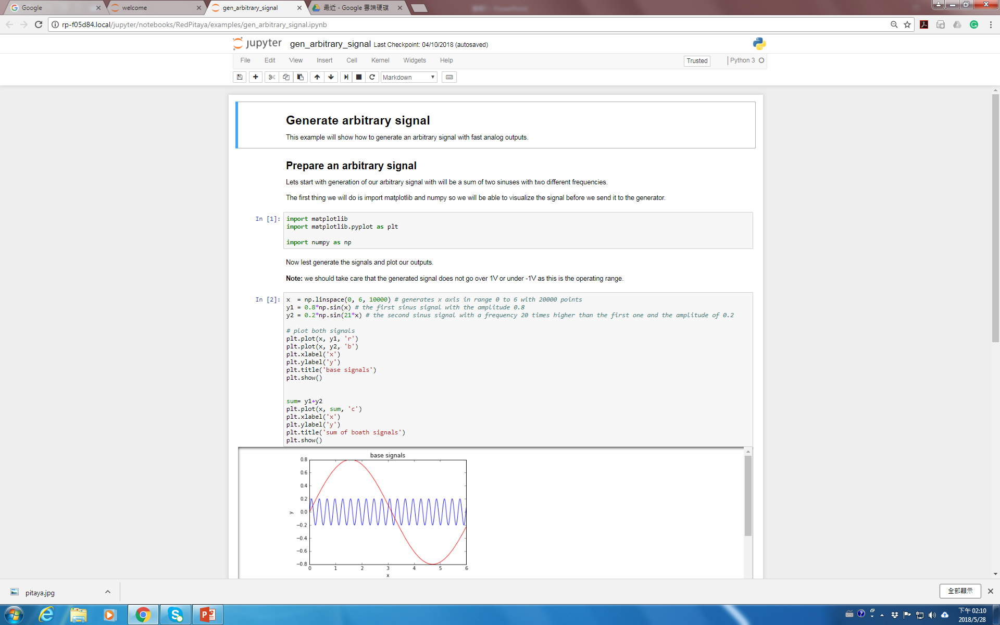 Google
welcome
gen_arbitrary_signal
最近 - Google 雲端硬碟
rp-f05d84.local/jupyter/notebooks/RedPitaya/examples/gen_arbitrary_signal.ipynb
jupyter gen_arbitrary_signal Last Checkpoint: 04/10/2018 (autosaved)
File Edit View Insert Cell Kernel Widgets Help Trusted Python 3
Markdown
Generate arbitrary signal
This example will show how to generate an arbitrary signal with fast analog outputs.
Prepare an arbitrary signal
Lets start with generation of our arbitrary signal with will be a sum of two sinuses with two different frequencies.
The first thing we will do is import matplotlib and numpy so we will be able to visualize the signal before we send it to the generator.
In [1]: import matplotlib
import matplotlib.pyplot as plt
import numpy as np
Now lest generate the signals and plot our outputs.
Note: we should take care that the generated signal does not go over 1V or under -1V as this is the operating range.
In [2]: x  = np.linspace(0, 6, 10000) # generates x axis in range 0 to 6 with 20000 points
y1 = 0.8*np.sin(x) # the first sinus signal with the amplitude 0.8
y2 = 0.2*np.sin(21*x) # the second sinus signal with a frequency 20 times higher than the first one and the amplitude of 0.2
# plot both signals
plt.plot(x, y1, 'r')
plt.plot(x, y2, 'b')
plt.xlabel('x')
plt.ylabel('y')
plt.title('base signals')
plt.show()
sum= y1+y2
plt.plot(x, sum, 'c')
plt.xlabel('x')
plt.ylabel('y')
plt.title('sum of boath signals')
plt.show()
base signals
0.8
0.6
0.4
0.2
0.0
−0.2
−0.4
−0.6
−0.8
y
0 1 2 3 4 5 6
x
pitaya.jpg
全部顯示
下午 02:10
2018/5/28